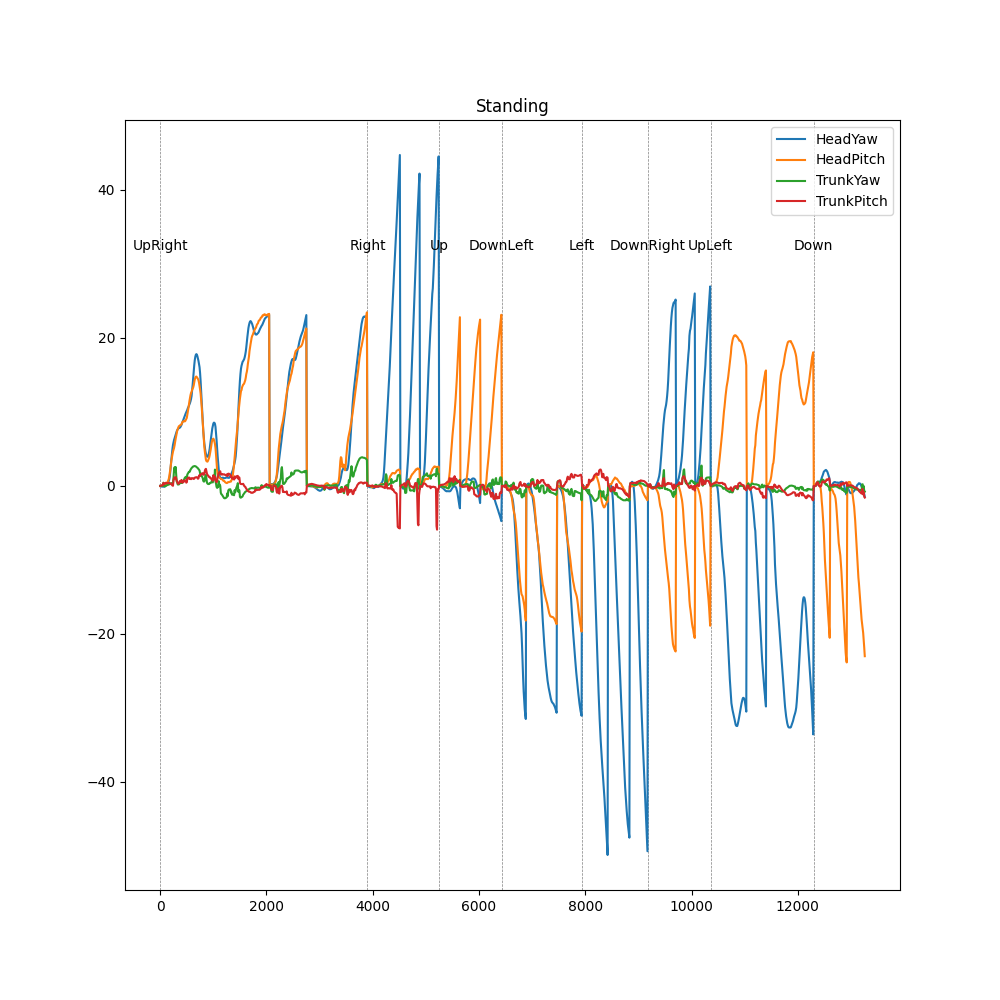 Standing
HeadYaw
HeadPitch
TrunkYaw
TrunkPitch
40
UpRight Right Up DownLeft Left DownRight UpLeft Down
20
0
−20
−40
0 2000 4000 6000 8000 10000 12000